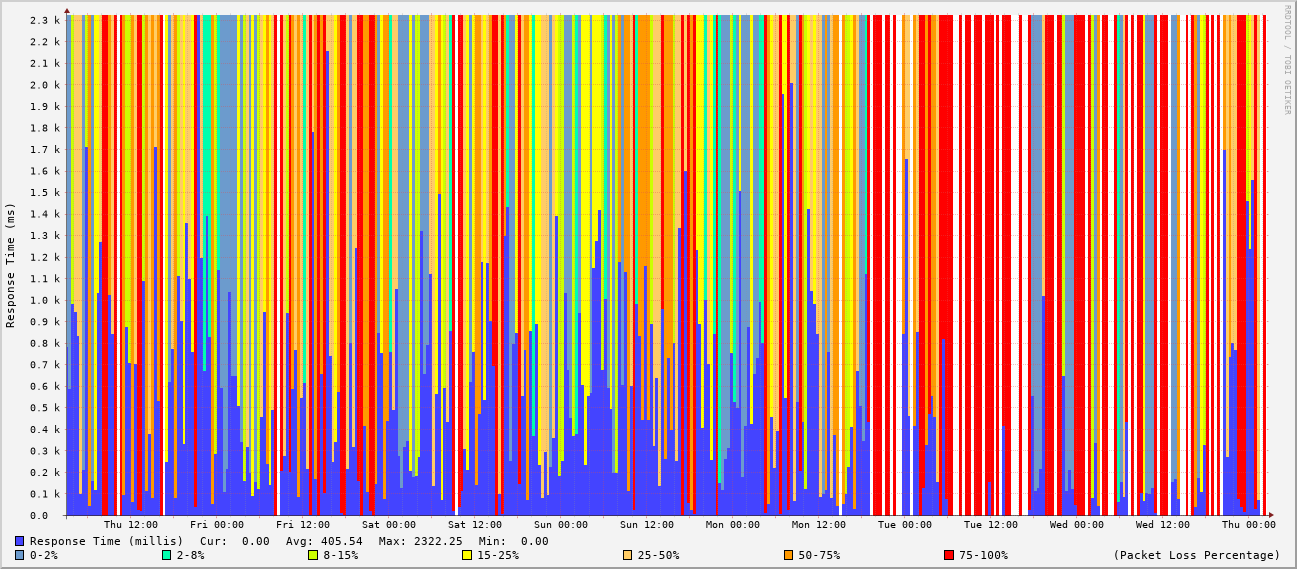 2.3 k
2.2 k
2.1 k
2.0 k
1.9 k
1.8 k
1.7 k
1.6 k
1.5 k
1.4 k
1.3 k
1.2 k
1.1 k
1.0 k
0.9 k
0.8 k
0.7 k
0.6 k
0.5 k
0.4 k
0.3 k
0.2 k
0.1 k
0.0
Response Time (ms)
RRDTOOL / TOBI OETIKER
Thu 12:00 Fri 00:00 Fri 12:00 Sat 00:00 Sat 12:00 Sun 00:00 Sun 12:00 Mon 00:00 Mon 12:00 Tue 00:00 Tue 12:00 Wed 00:00 Wed 12:00 Thu 00:00
Response Time (millis) Cur: 0.00 Avg: 405.54 Max: 2322.25 Min: 0.00
0-2% 2-8% 8-15% 15-25% 25-50% 50-75% 75-100% (Packet Loss Percentage)